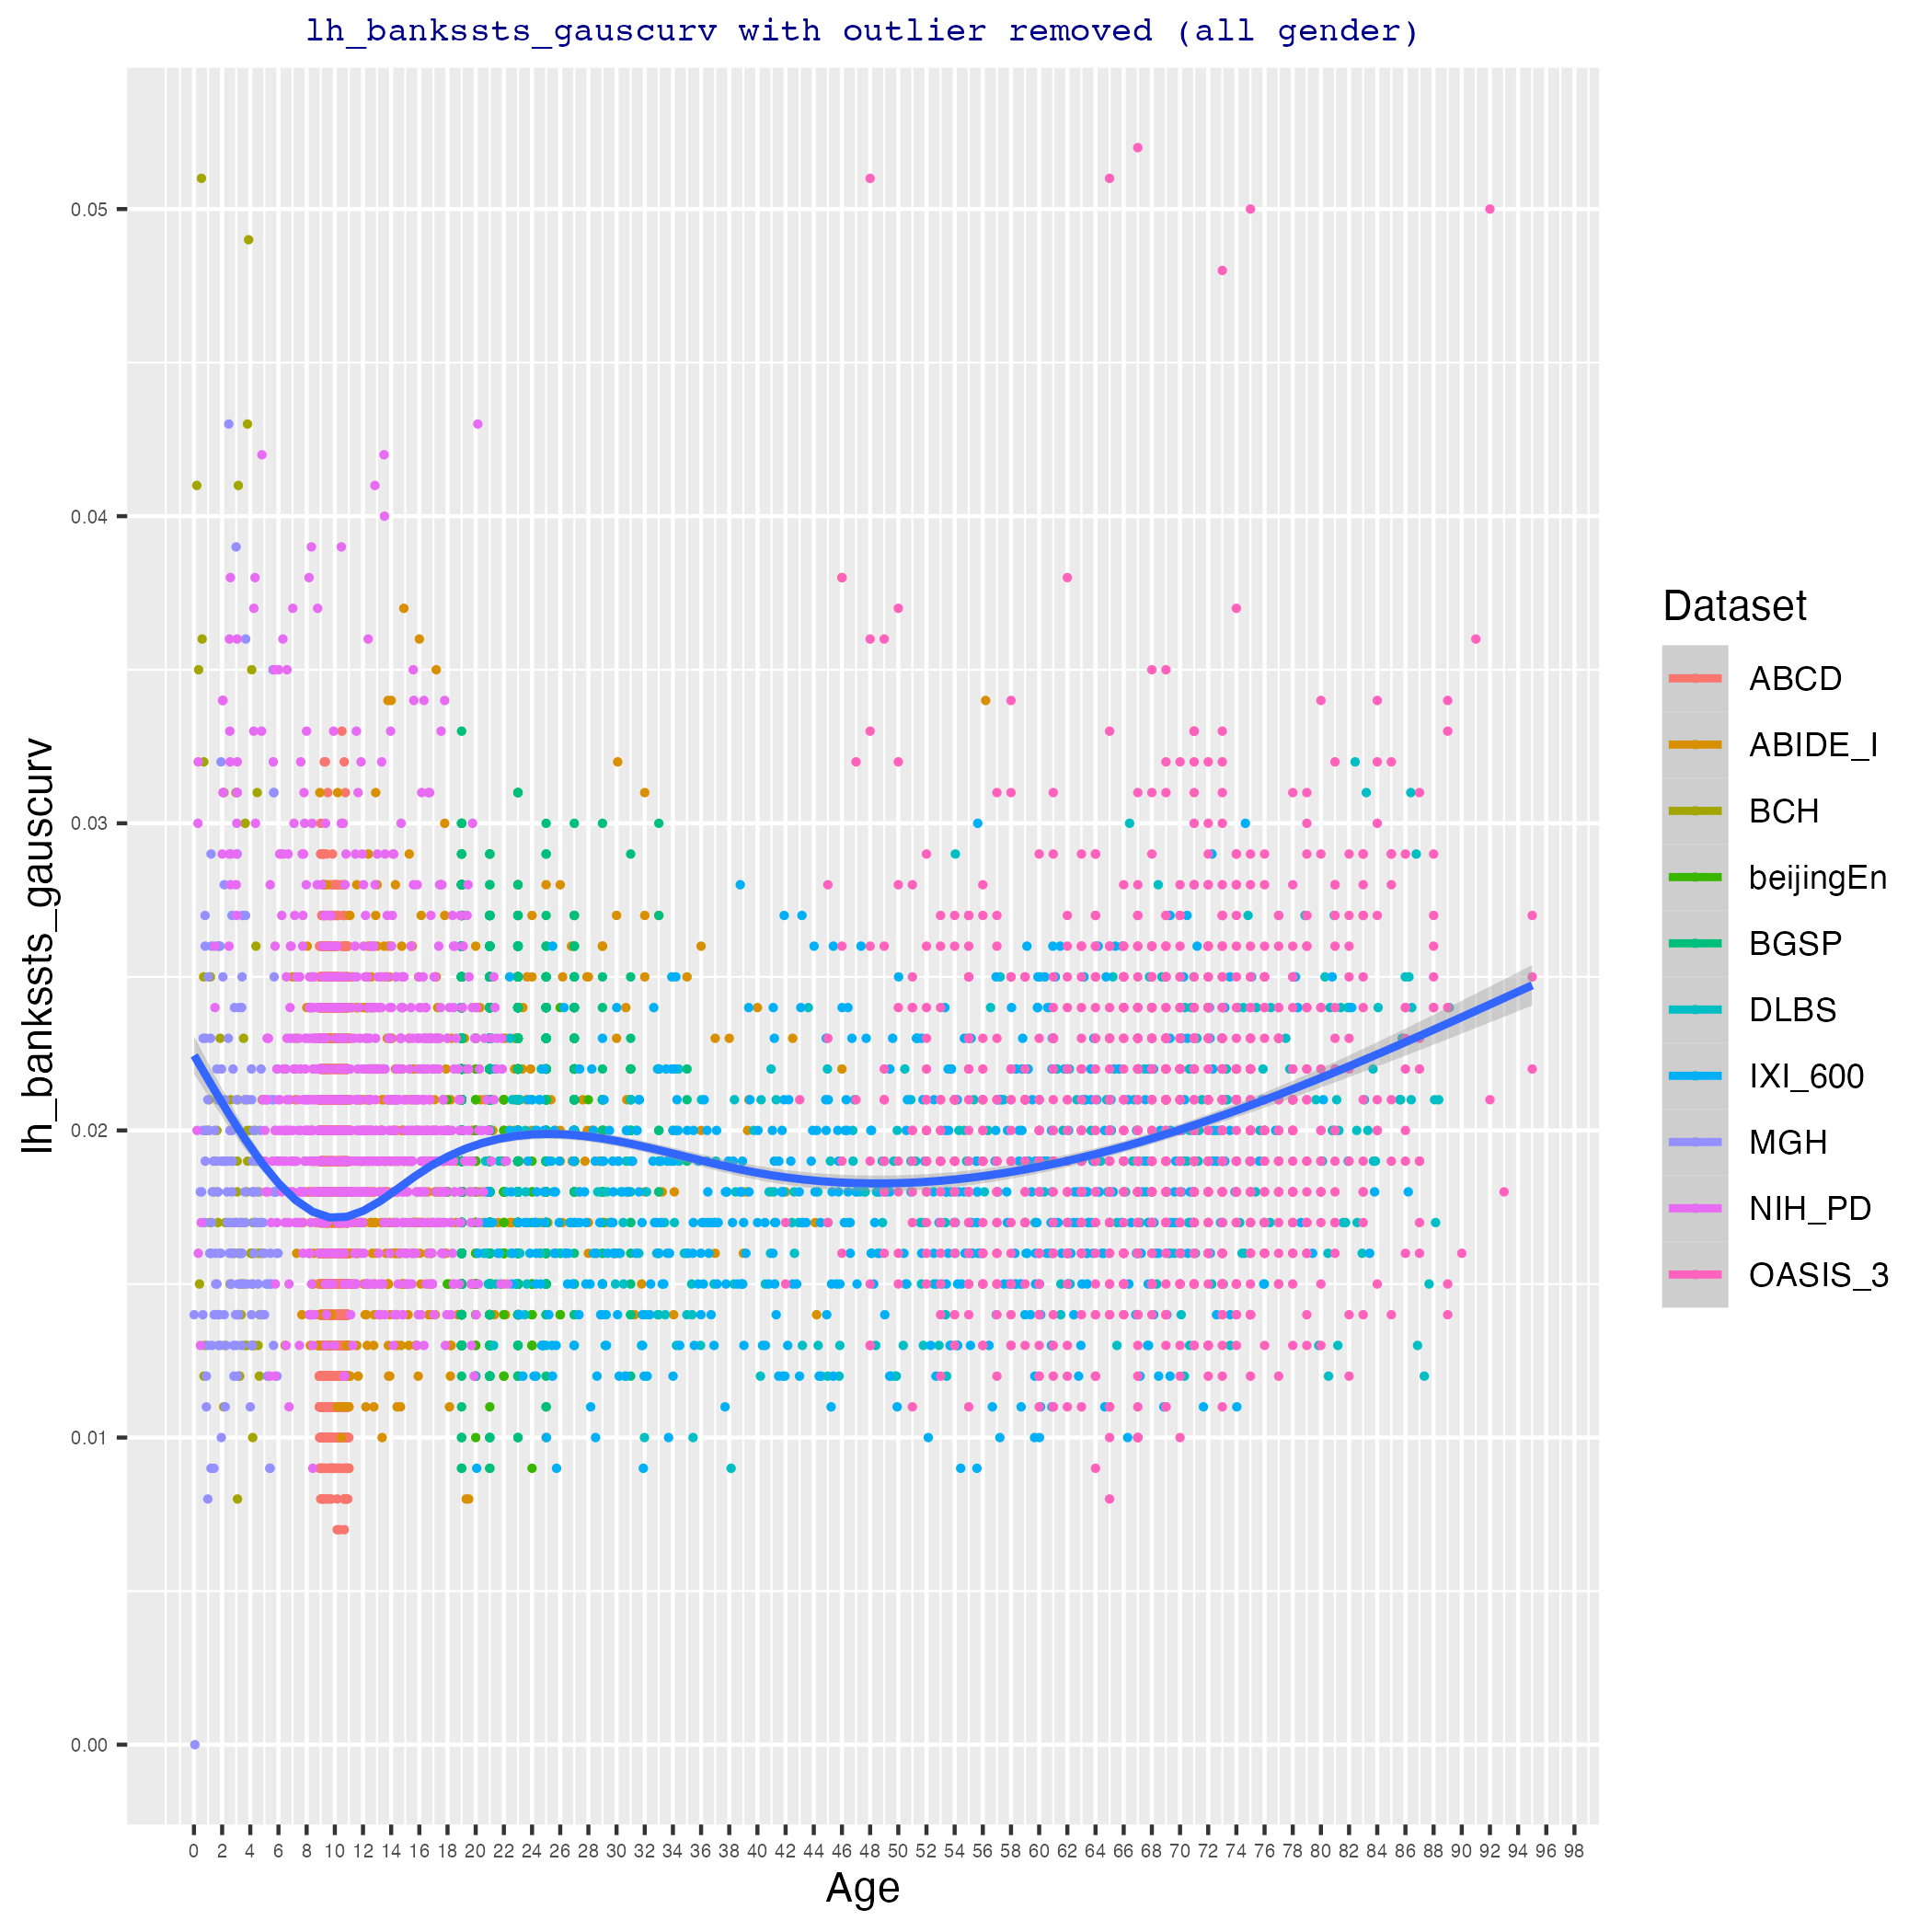 lh_bankssts_gauscurv with outlier removed (all gender)
lh_bankssts_gauscurv
0.05
0.04
0.03
0.02
0.01
0.00
0 2 4 6 8 10 12 14 16 18 20 22 24 26 28 30 32 34 36 38 40 42 44 46 48 50 52 54 56 58 60 62 64 66 68 70 72 74 76 78 80 82 84 86 88 90 92 94 96 98
Age
Dataset
ABCD
ABIDE_I
BCH
beijingEn
BGSP
DLBS
IXI_600
MGH
NIH_PD
OASIS_3